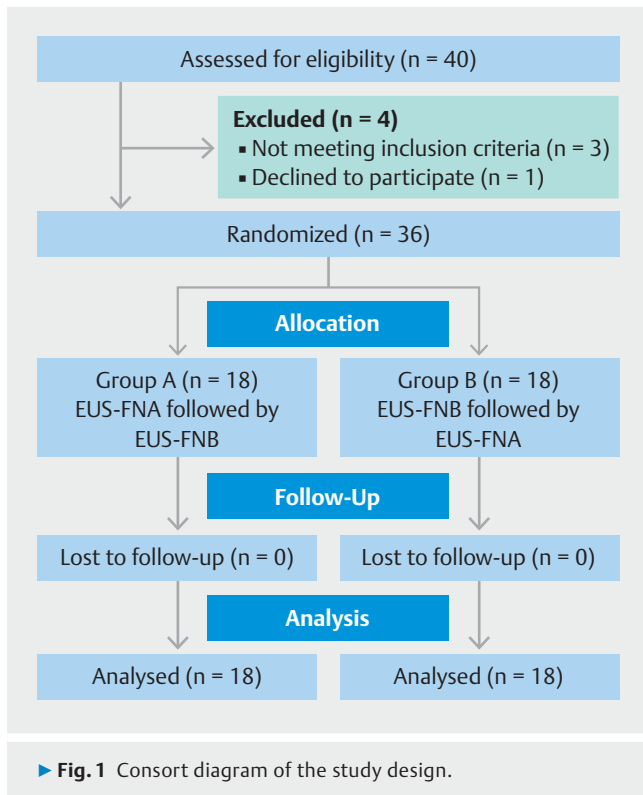 Assessed for eligibility (n = 40)
Excluded (n = 4)
▪ Not meeting inclusion criteria (n = 3)
▪ Declined to participate (n = 1)
Randomized (n = 36)
Allocation
Group A (n = 18)
EUS-FNA followed by
EUS-FNB
Group B (n = 18)
EUS-FNB followed by
EUS-FNA
Follow-Up
Lost to follow-up (n = 0)
Lost to follow-up (n = 0)
Analysis
Analysed (n = 18)
Analysed (n = 18)
▶ Fig. 1 Consort diagram of the study design.